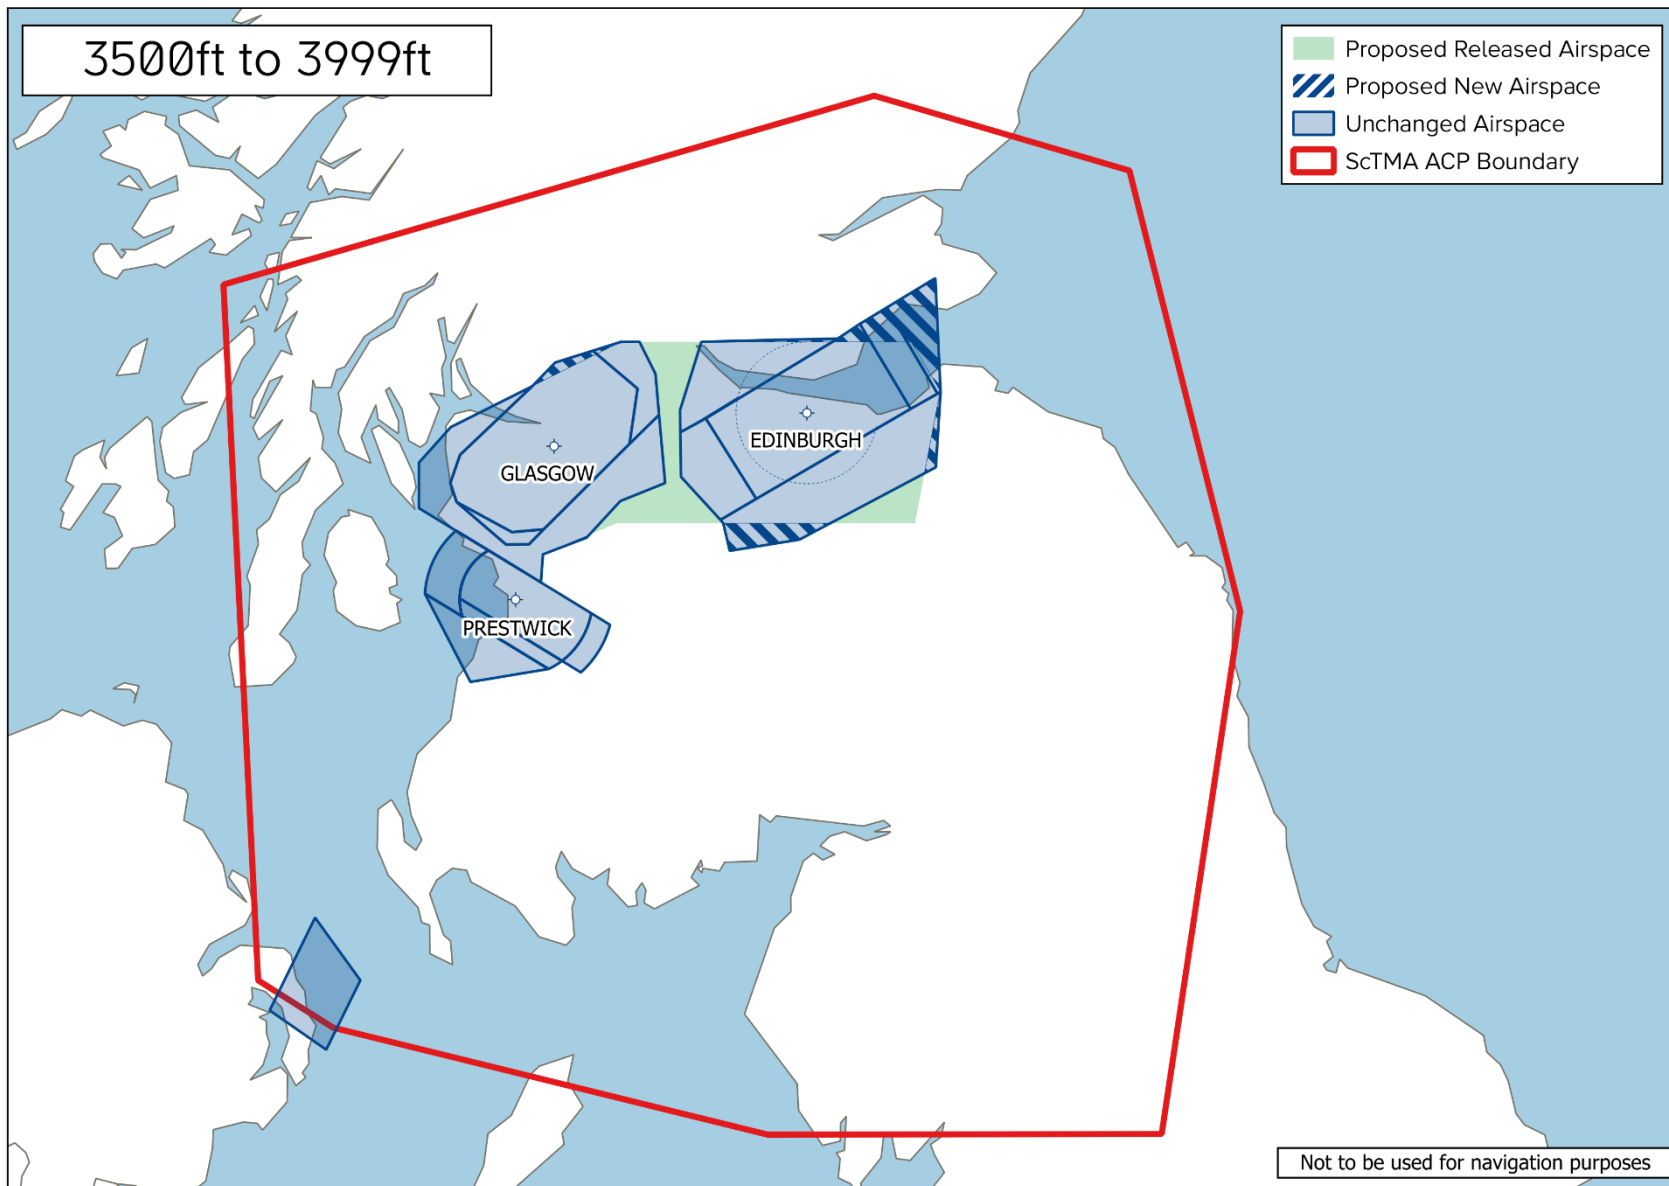 3500ft to 3999ft
Proposed Released Airspace
Proposed New Airspace
Unchanged Airspace
ScTMA ACP Boundary
EDINBURGH
GLASGOW
PRESTWICK
Not to be used for navigation purposes